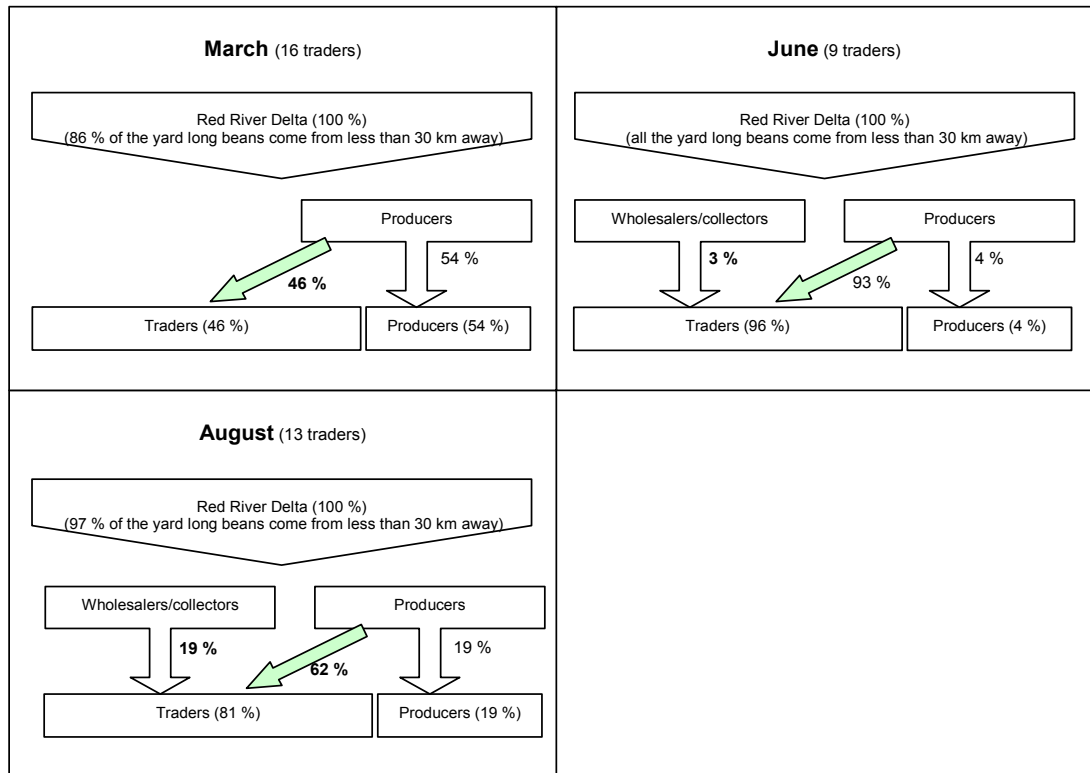 March (16 traders)
Red River Delta (100 %)
(86 % of the yard long beans come from less than 30 km away)
Producers
54 %
46 %
Traders (46 %)
Producers (54 %)
June (9 traders)
Red River Delta (100 %)
(all the yard long beans come from less than 30 km away)
Wholesalers/collectors
Producers
3 %
4 %
93 %
Traders (96 %)
Producers (4 %)
August (13 traders)
Red River Delta (100 %)
(97 % of the yard long beans come from less than 30 km away)
Wholesalers/collectors
Producers
19 %
19 %
62 %
Traders (81 %)
Producers (19 %)